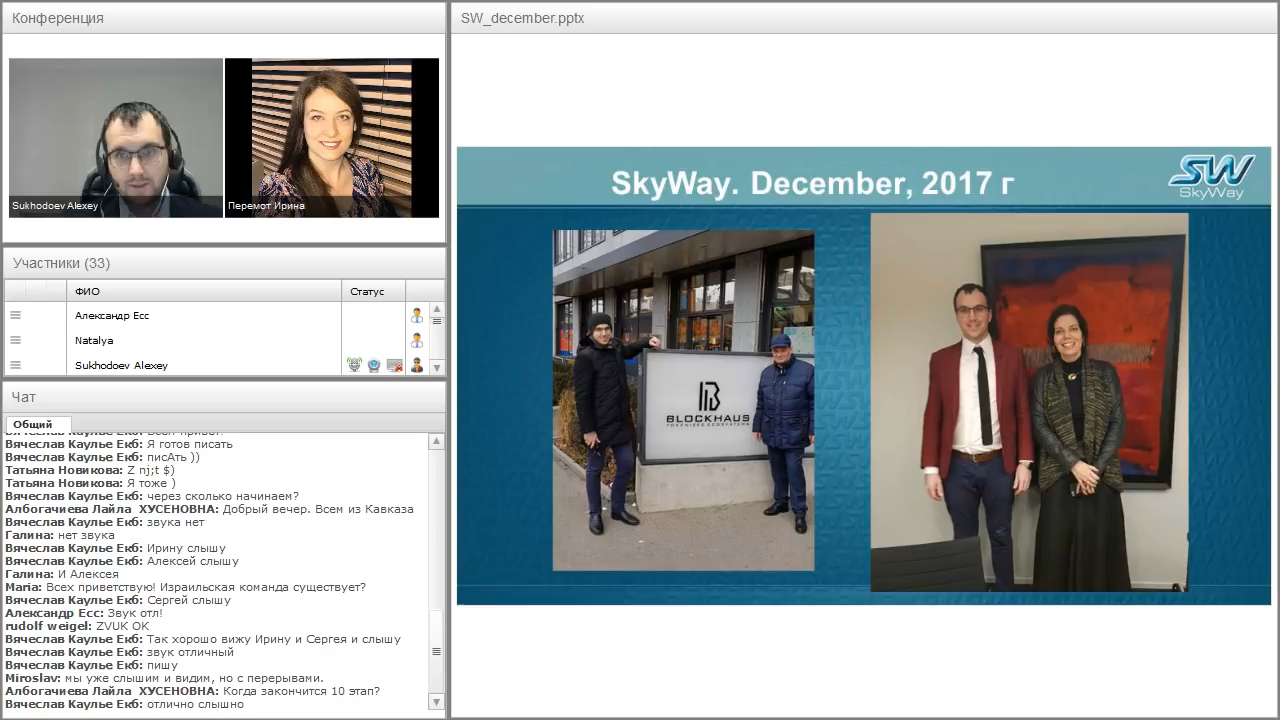 Конференция
Sukhodoev Alexey
Перемот Ирина
Участники (33)
ФИО Статус
Александр Есс
Natalya
Sukhodoev Alexey
Чат
Общий
Вячеслав Каулье Екб: Я готов писать
Вячеслав Каулье Екб: писАть ))
Татьяна Новикова: Z nj;t $)
Татьяна Новикова: Я тоже )
Вячеслав Каулье Екб: через сколько начинаем?
Албогачиева Лайла ХУСЕНОВНА: Добрый вечер. Всем из Кавказа
Вячеслав Каулье Екб: звука нет
Галина: нет звука
Вячеслав Каулье Екб: Ирину слышу
Вячеслав Каулье Екб: Алексей слышу
Галина: И Алексея
Maria: Всех приветствую! Израильская команда существует?
Вячеслав Каулье Екб: Сергей слышу
Александр Есс: Звук отл!
rudolf weigel: ZVUK OK
Вячеслав Каулье Екб: Так хорошо вижу Ирину и Сергея и слышу
Вячеслав Каулье Екб: звук отличный
Вячеслав Каулье Екб: пишу
Miroslav: мы уже слышим и видим, но с перерывами.
Албогачиева Лайла ХУСЕНОВНА: Когда закончится 10 этап?
Вячеслав Каулье Екб: отлично слышно
SW_december.pptx
SkyWay. December, 2017 г
SW
SkyWay
BLOCKHAUS